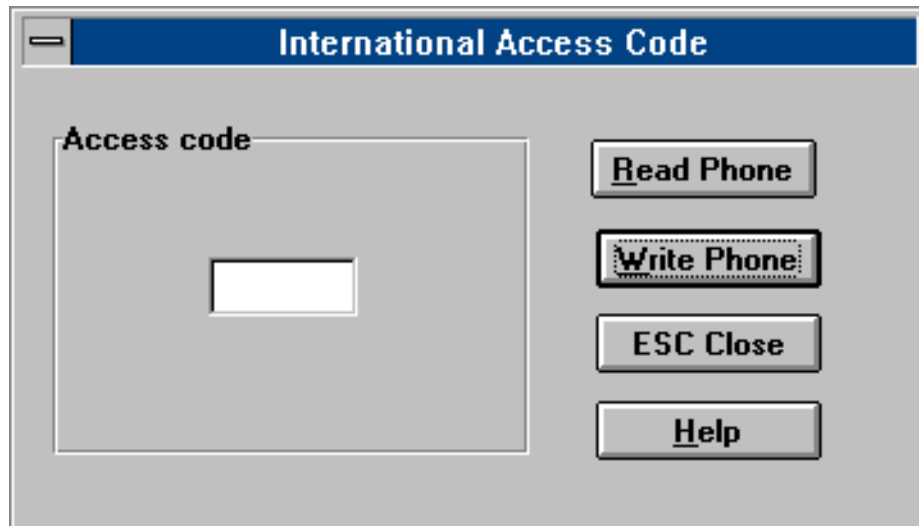 International Access Code
Access code
Read Phone
Write Phone
ESC Close
Help